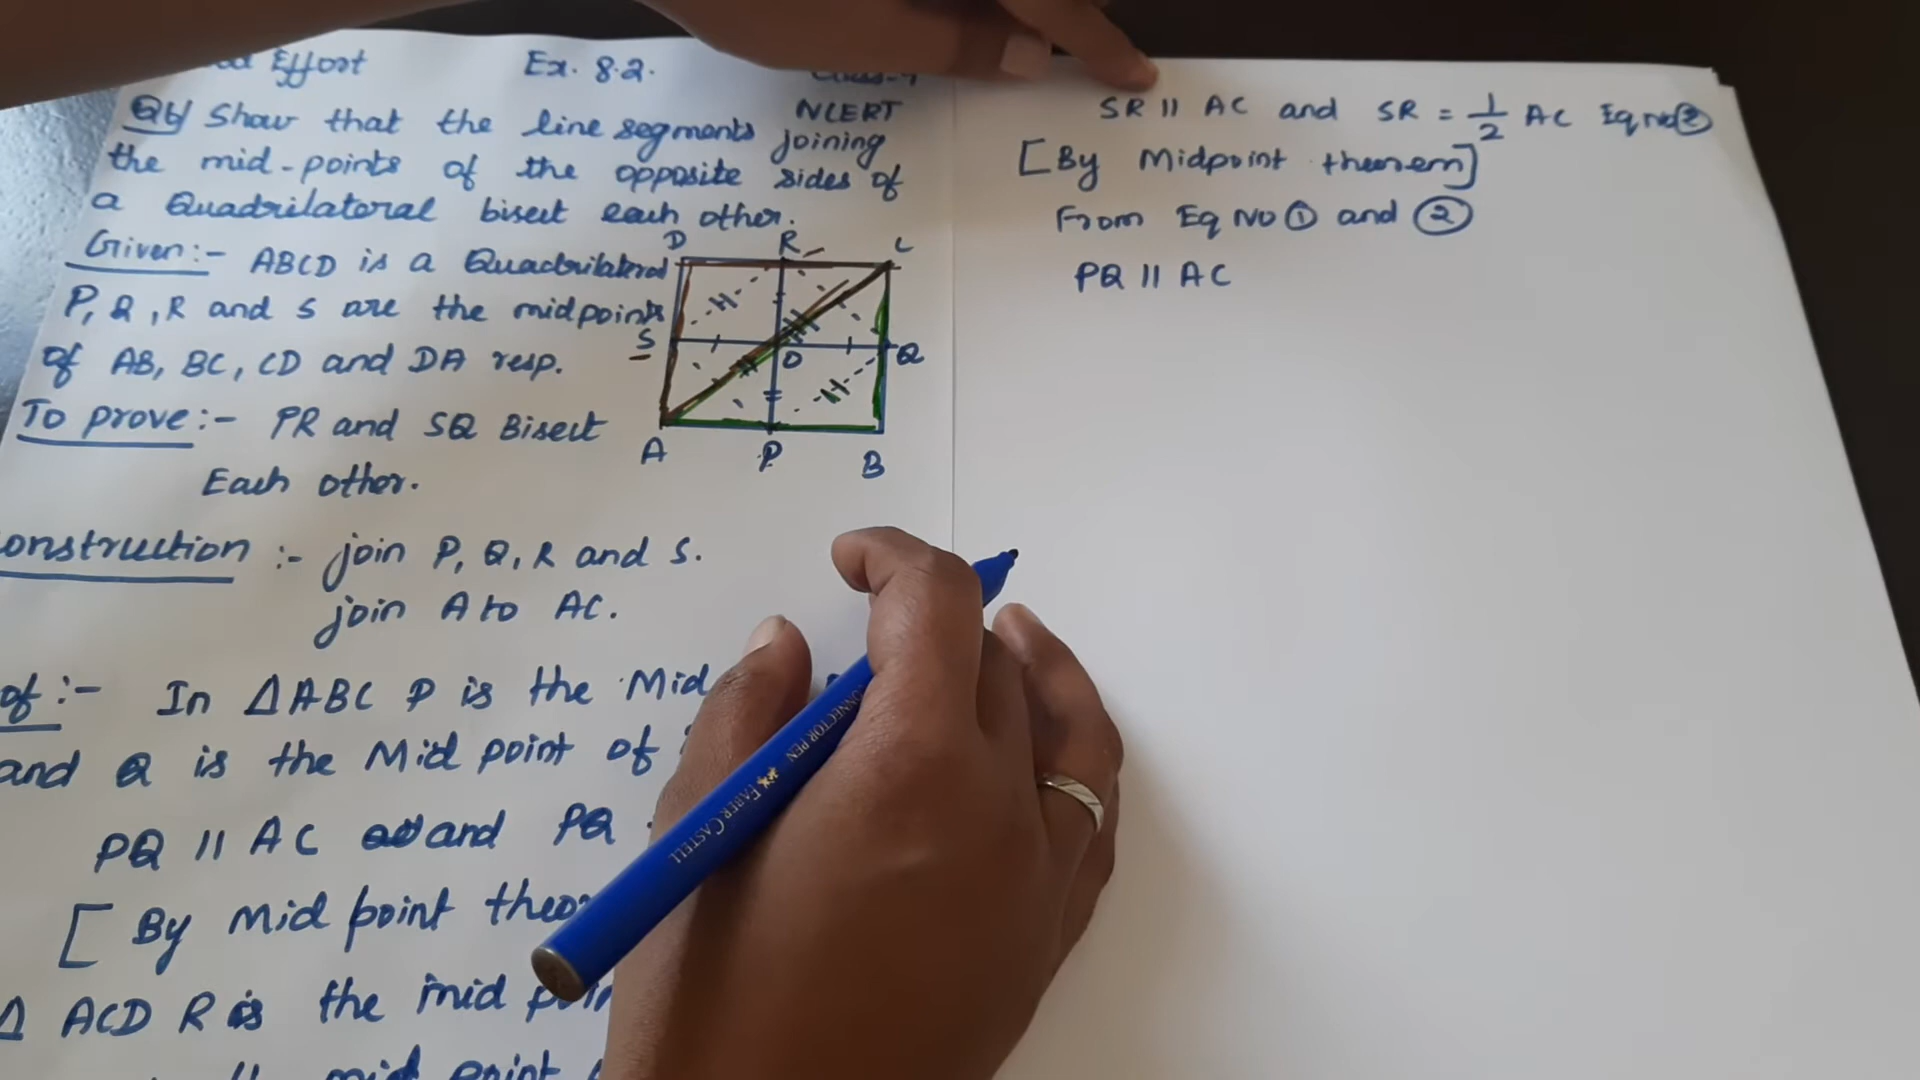 Effort Ex. 8.2.
NCERT
Q6/ Show that the line segments joining
the mid-points of the opposite sides of
a Quadrilateral bisect each other.
Given:- ABCD is a Quadrilateral
P, Q, R and S are the midpoints
of AB, BC, CD and DA resp.
To prove:- PR and SQ Bisect
Each other.
onstruction :- join P, Q, R and S.
join A to AC.
of:- In ΔABC P is the Mid
and Q is the Mid point of
PQ || AC and PQ
[ By Mid point theor
Δ ACD R is the mid poin
mid point
D R C
S O Q
A P B
SR || AC and SR = 1/2 AC Eq no ②
[By Midpoint theorem]
From Eq No ① and ②
PQ || AC
CONNECTOR PEN FABER CASTELL